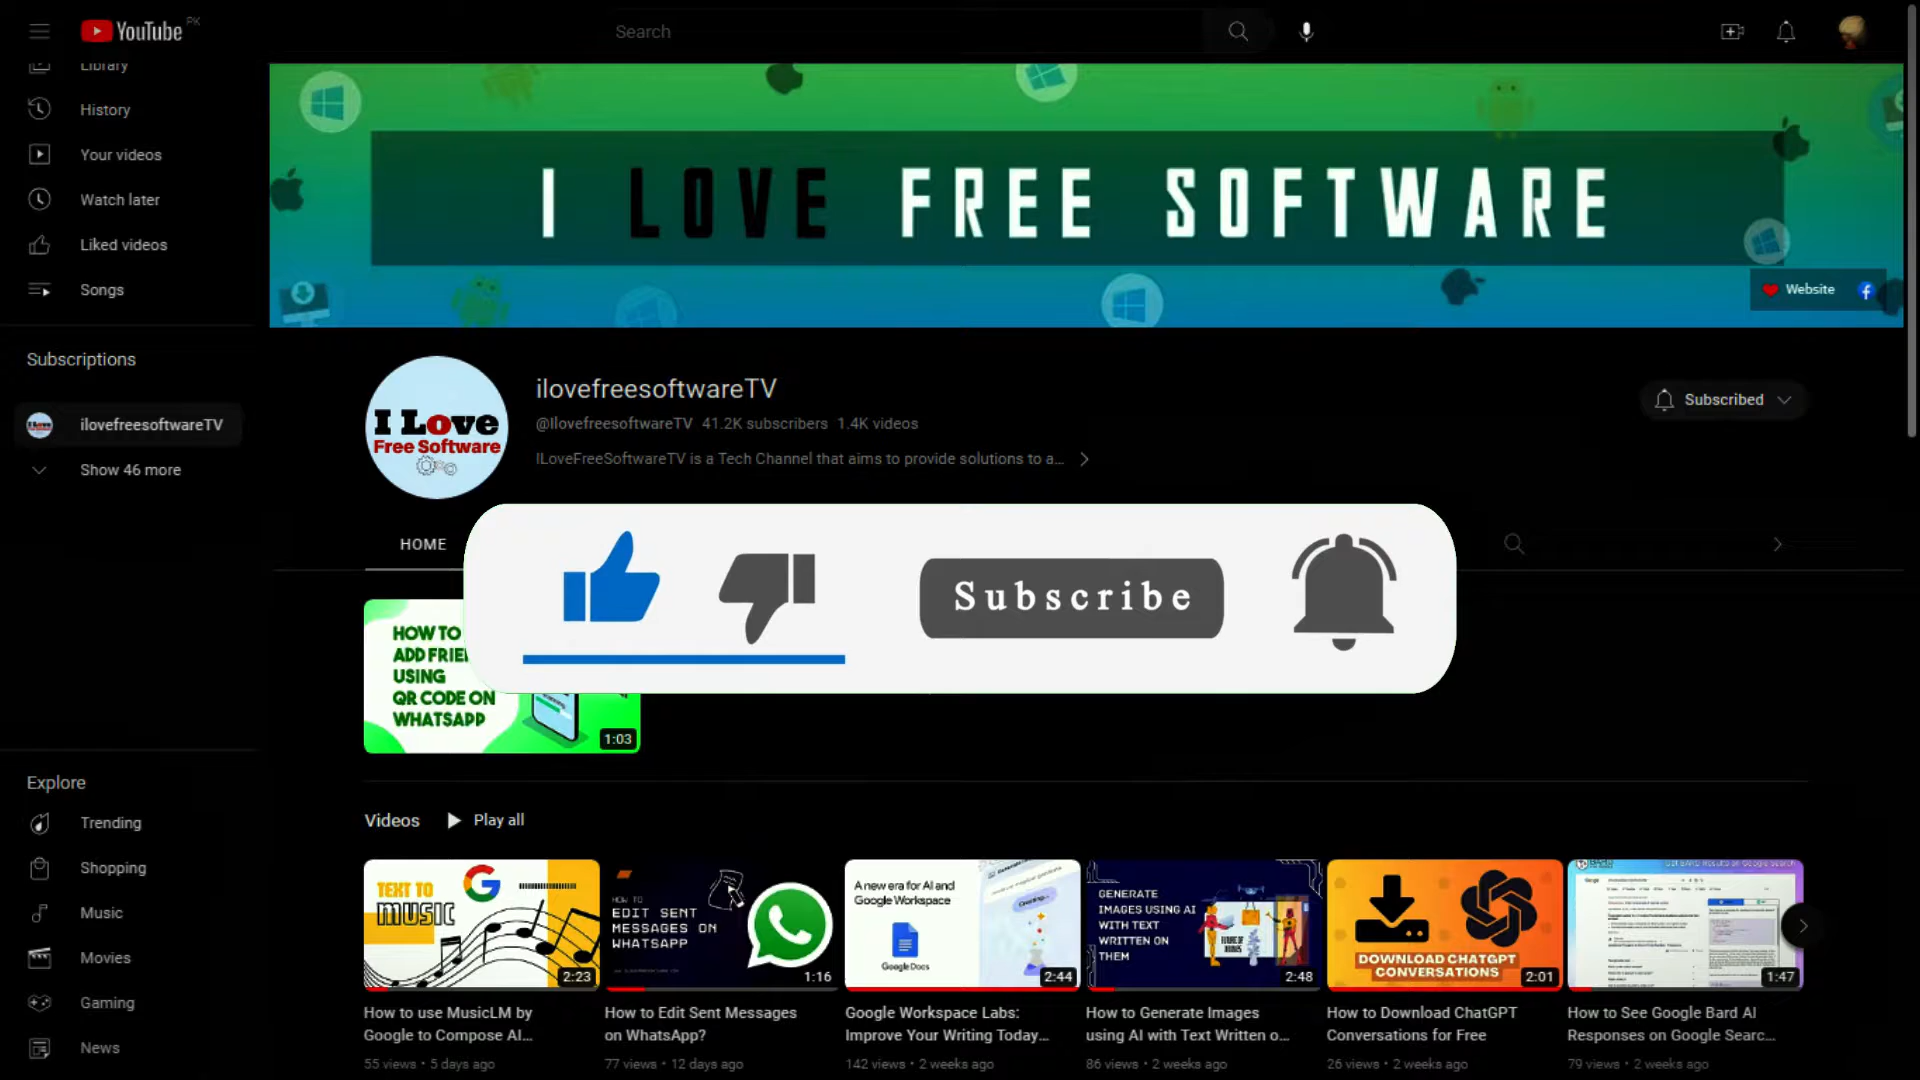 YouTube PK
Search
Library
History
Your videos
Watch later
Liked videos
Songs
Subscriptions
ilovefreesoftwareTV
Show 46 more
Explore
Trending
Shopping
Music
Movies
Gaming
News
I LOVE FREE SOFTWARE
Website
I Love
Free Software
ilovefreesoftwareTV
@IlovefreesoftwareTV 41.2K subscribers 1.4K videos
ILoveFreeSoftwareTV is a Tech Channel that aims to provide solutions to a...
Subscribed
HOME
Subscribe
HOW TO
ADD FRIE
USING
QR CODE ON
WHATSAPP
1:03
Videos
Play all
TEXT TO
MUSIC
2:23
How to use MusicLM by
Google to Compose AI...
55 views • 5 days ago
HOW TO
EDIT SENT
MESSAGES ON
WHATSAPP
1:16
How to Edit Sent Messages
on WhatsApp?
77 views • 12 days ago
A new era for AI and
Google Workspace
Google Docs
2:44
Google Workspace Labs:
Improve Your Writing Today...
142 views • 2 weeks ago
GENERATE
IMAGES USING AI
WITH TEXT
WRITTEN ON
THEM
2:48
How to Generate Images
using AI with Text Written o...
86 views • 2 weeks ago
DOWNLOAD CHATGPT
CONVERSATIONS
2:01
How to Download ChatGPT
Conversations for Free
26 views • 2 weeks ago
1:47
How to See Google Bard AI
Responses on Google Searc...
79 views • 2 weeks ago